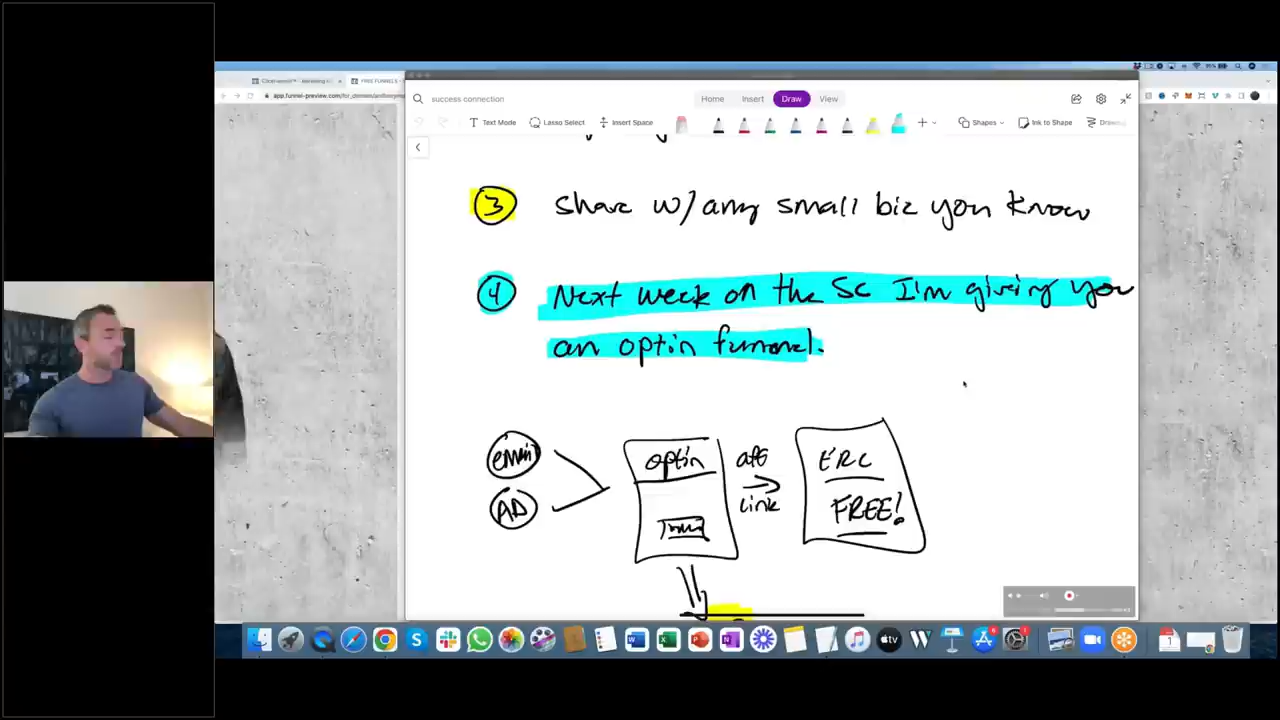 FREE FUNNEL
success connection
Home Insert Draw View
Text Mode Lasso Select Insert Space Shapes Ink to Shape
3 Share w/ any small biz you know
4 Next week on the SC I'm giving you
an optin funnel.
email
AD
optin
aff
link
ERC
FREE!